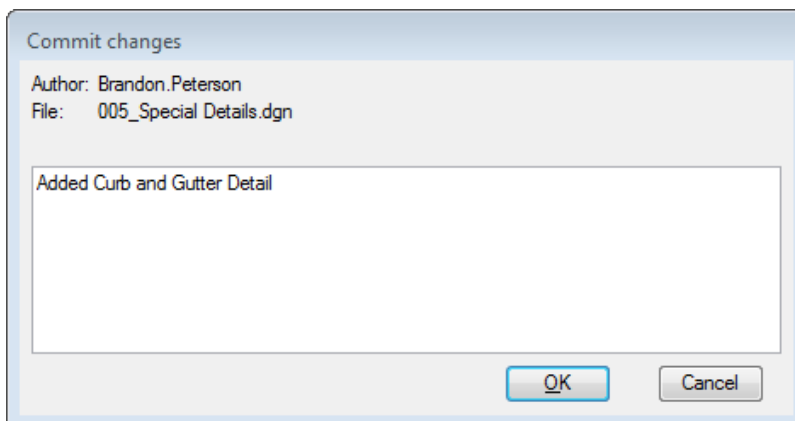 Commit changes
Author: Brandon.Peterson
File: 005_Special Details.dgn
Added Curb and Gutter Detail
OK Cancel